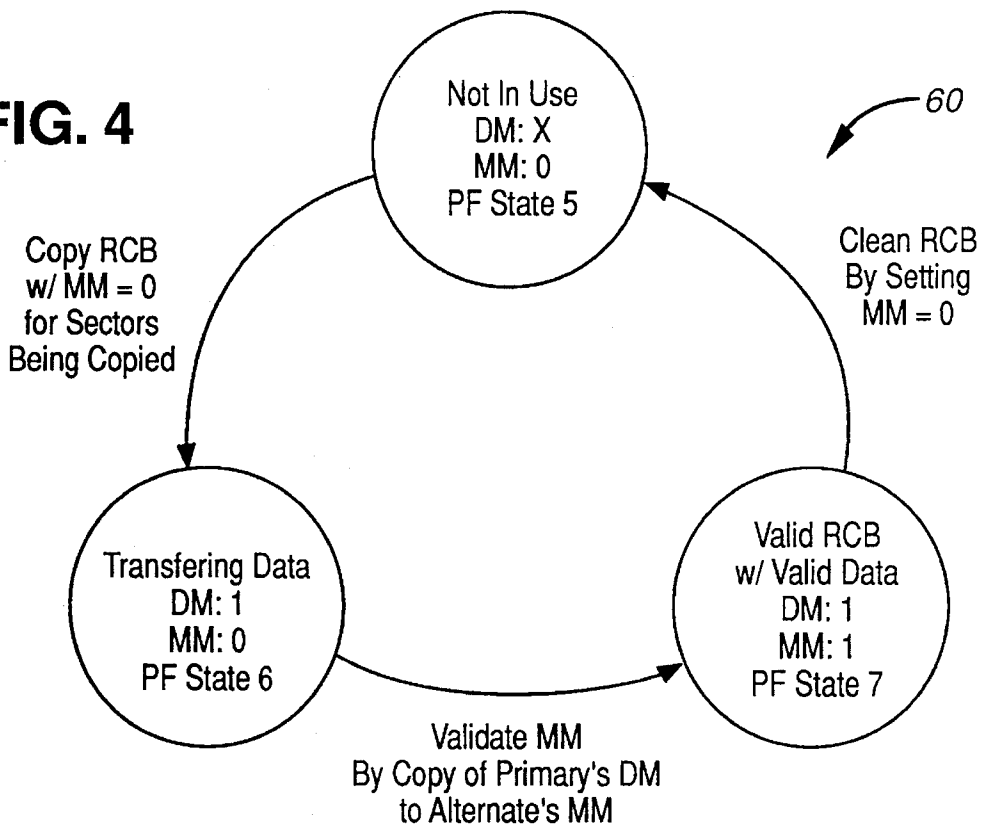 FIG. 4
60
Not In Use
DM: X
MM: 0
PF State 5
Copy RCB
w/ MM = 0
for Sectors
Being Copied
Clean RCB
By Setting
MM = 0
Transfering Data
DM: 1
MM: 0
PF State 6
Valid RCB
w/ Valid Data
DM: 1
MM: 1
PF State 7
Validate MM
By Copy of Primary's DM
to Alternate's MM